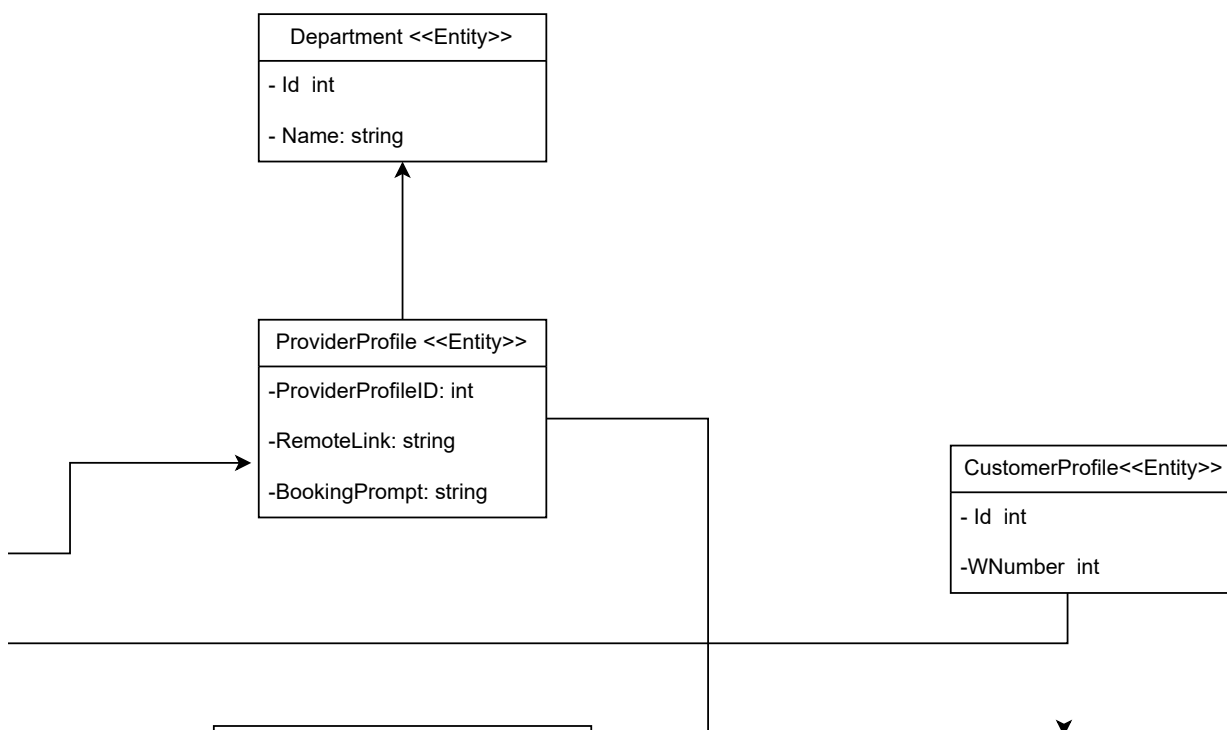 Department <<Entity>>
- Id  int
- Name: string
ProviderProfile <<Entity>>
-ProviderProfileID: int
-RemoteLink: string
-BookingPrompt: string
CustomerProfile<<Entity>>
- Id  int
-WNumber  int